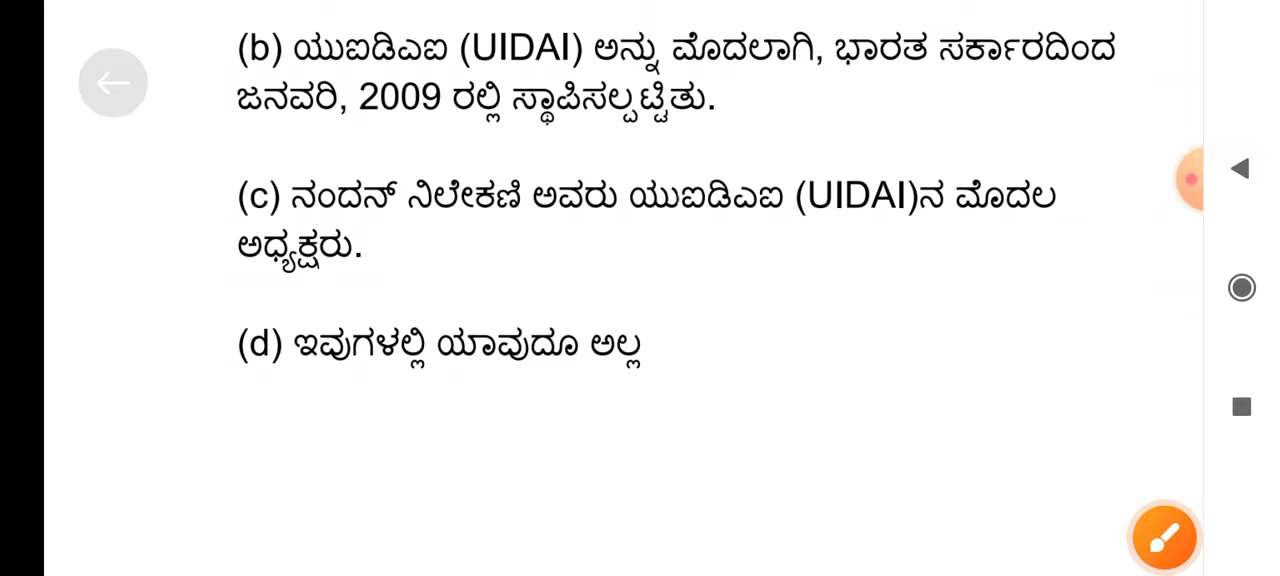 (b) ಯುಐಡಿಎಐ (UIDAI) ಅನ್ನು ಮೊದಲಾಗಿ, ಭಾರತ ಸರ್ಕಾರದಿಂದ
ಜನವರಿ, 2009 ರಲ್ಲಿ ಸ್ಥಾಪಿಸಲ್ಪಟ್ಟಿತು.
(c) ನಂದನ್ ನಿಲೇಕಣಿ ಅವರು ಯುಐಡಿಎಐ (UIDAI)ನ ಮೊದಲ
ಅಧ್ಯಕ್ಷರು.
(d) ಇವುಗಳಲ್ಲಿ ಯಾವುದೂ ಅಲ್ಲ